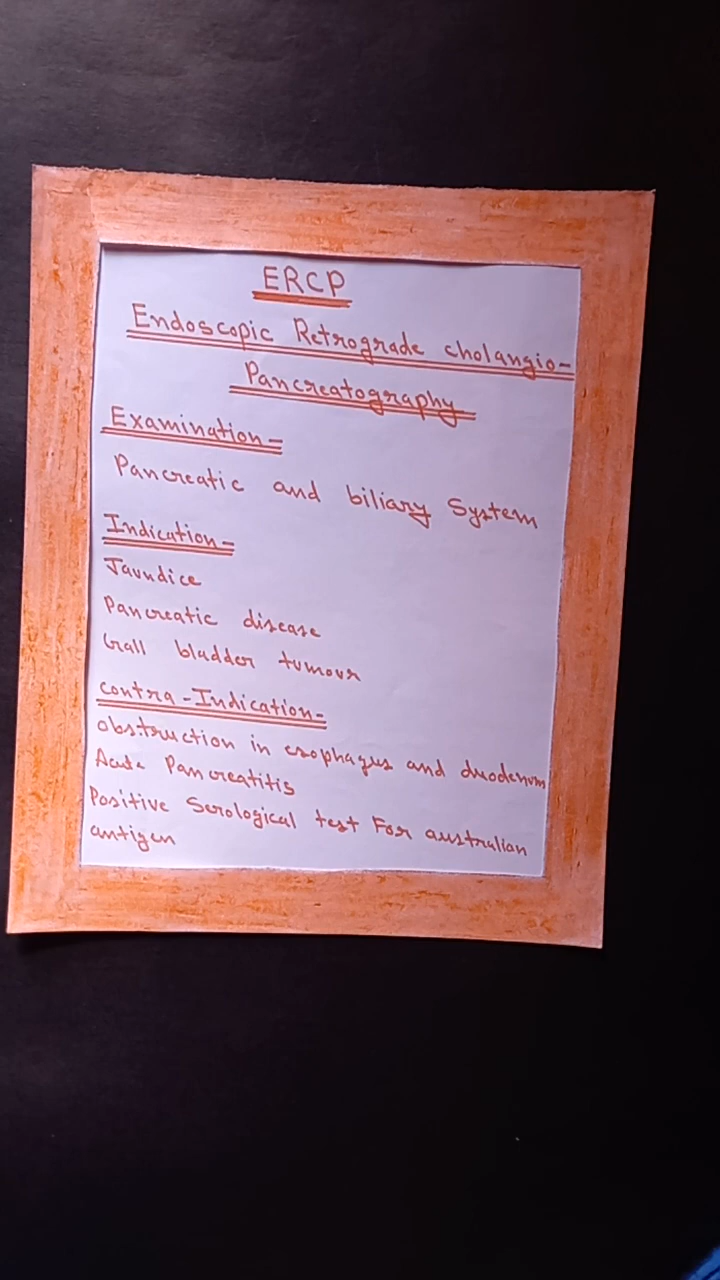 ERCP
Endoscopic Retrograde cholangio-
Pancreatography
Examination-
Pancreatic and biliary System
Indication-
Jaundice
Pancreatic disease
Gall bladder tumour
contra-Indication-
obstruction in esophagus and duodenum
Acute Pancreatitis
Positive Serological test For australian
antigen